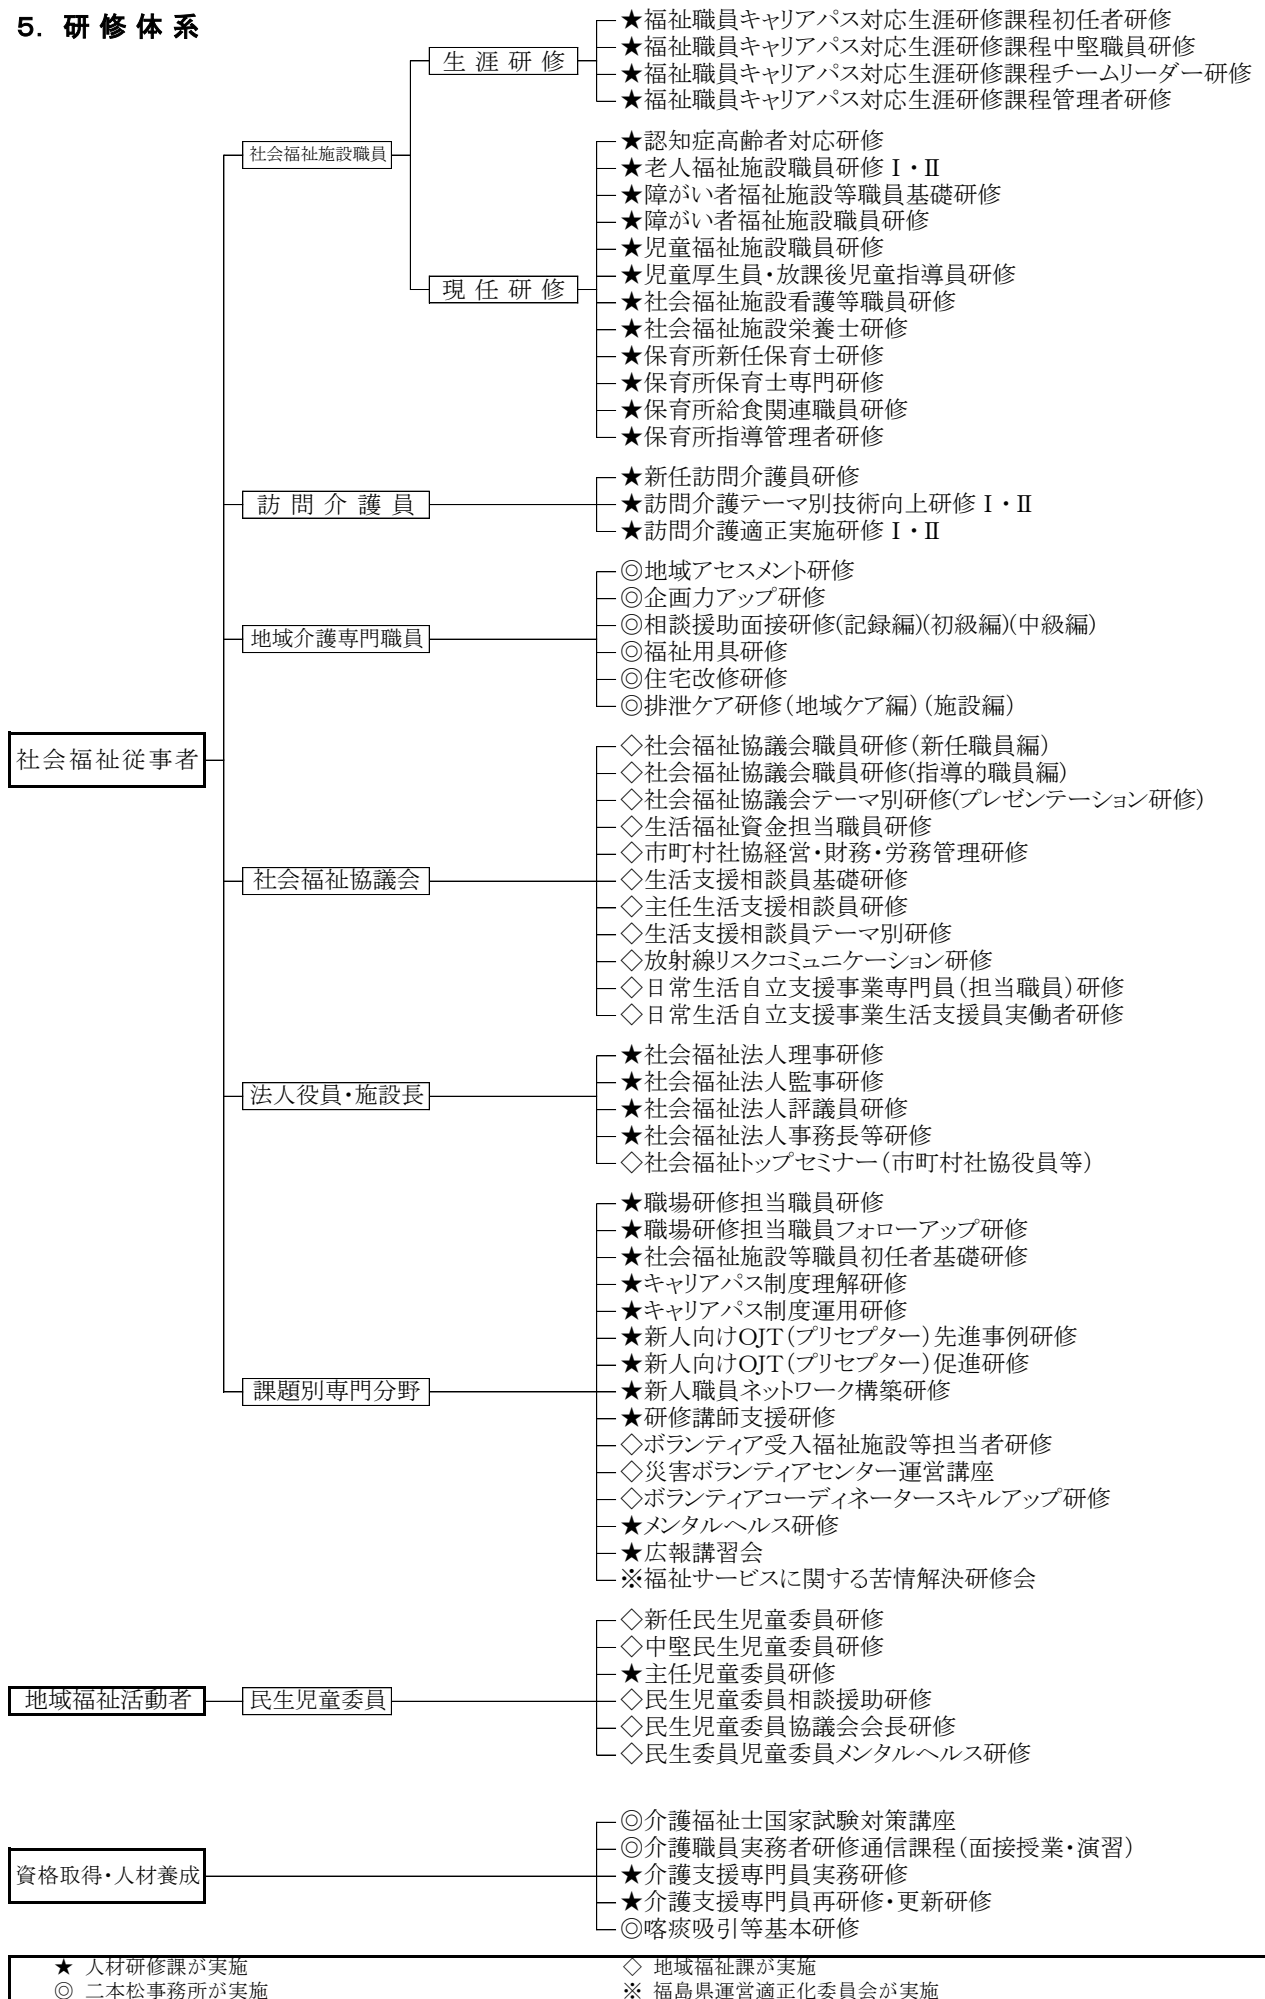 5. 研修体系
生涯研修
★福祉職員キャリアパス対応生涯研修課程初任者研修
★福祉職員キャリアパス対応生涯研修課程中堅職員研修
★福祉職員キャリアパス対応生涯研修課程チームリーダー研修
★福祉職員キャリアパス対応生涯研修課程管理者研修
社会福祉施設職員
現任研修
★認知症高齢者対応研修
★老人福祉施設職員研修Ⅰ・Ⅱ
★障がい者福祉施設等職員基礎研修
★障がい者福祉施設職員研修
★児童福祉施設職員研修
★児童厚生員・放課後児童指導員研修
★社会福祉施設看護等職員研修
★社会福祉施設栄養士研修
★保育所新任保育士研修
★保育所保育士専門研修
★保育所給食関連職員研修
★保育所指導管理者研修
訪問介護員
★新任訪問介護員研修
★訪問介護テーマ別技術向上研修Ⅰ・Ⅱ
★訪問介護適正実施研修Ⅰ・Ⅱ
地域介護専門職員
◎地域アセスメント研修
◎企画力アップ研修
◎相談援助面接研修(記録編)(初級編)(中級編)
◎福祉用具研修
◎住宅改修研修
◎排泄ケア研修(地域ケア編)(施設編)
社会福祉従事者
社会福祉協議会
◇社会福祉協議会職員研修(新任職員編)
◇社会福祉協議会職員研修(指導的職員編)
◇社会福祉協議会テーマ別研修(プレゼンテーション研修)
◇生活福祉資金担当職員研修
◇市町村社協経営・財務・労務管理研修
◇生活支援相談員基礎研修
◇主任生活支援相談員研修
◇生活支援相談員テーマ別研修
◇放射線リスクコミュニケーション研修
◇日常生活自立支援事業専門員(担当職員)研修
◇日常生活自立支援事業生活支援員実働者研修
法人役員・施設長
★社会福祉法人理事研修
★社会福祉法人監事研修
★社会福祉法人評議員研修
★社会福祉法人事務長等研修
◇社会福祉トップセミナー(市町村社協役員等)
課題別専門分野
★職場研修担当職員研修
★職場研修担当職員フォローアップ研修
★社会福祉施設等職員初任者基礎研修
★キャリアパス制度理解研修
★キャリアパス制度運用研修
★新人向けOJT(プリセプター)先進事例研修
★新人向けOJT(プリセプター)促進研修
★新人職員ネットワーク構築研修
★研修講師支援研修
◇ボランティア受入福祉施設等担当者研修
◇災害ボランティアセンター運営講座
◇ボランティアコーディネータースキルアップ研修
★メンタルヘルス研修
★広報講習会
※福祉サービスに関する苦情解決研修会
地域福祉活動者
民生児童委員
◇新任民生児童委員研修
◇中堅民生児童委員研修
★主任児童委員研修
◇民生児童委員相談援助研修
◇民生児童委員協議会会長研修
◇民生委員児童委員メンタルヘルス研修
資格取得・人材養成
◎介護福祉士国家試験対策講座
◎介護職員実務者研修通信課程(面接授業・演習)
★介護支援専門員実務研修
★介護支援専門員再研修・更新研修
◎喀痰吸引等基本研修
★ 人材研修課が実施
◇ 地域福祉課が実施
◎ 二本松事務所が実施
※ 福島県運営適正化委員会が実施